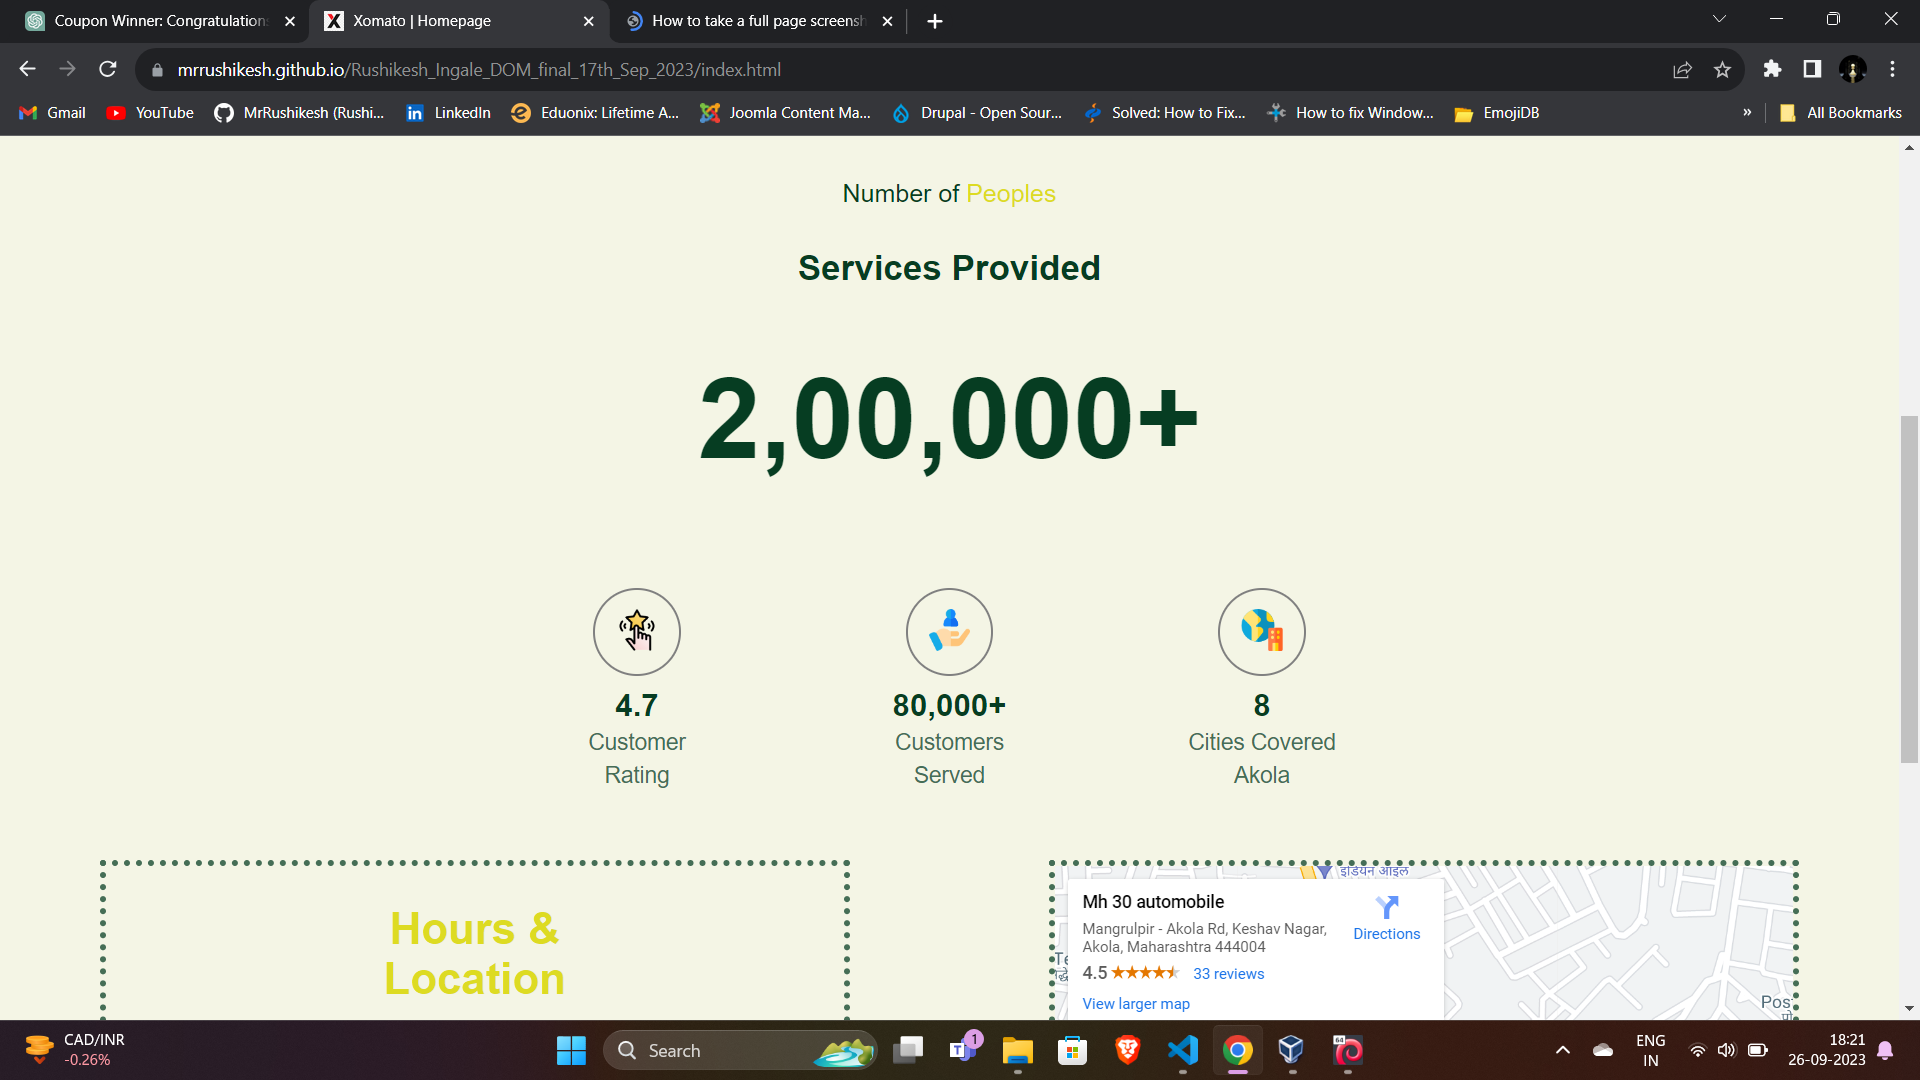 Coupon Winner: Congratulation
Xomato | Homepage
How to take a full page screensh
mrrushikesh.github.io/Rushikesh_Ingale_DOM_final_17th_Sep_2023/index.html
Gmail
YouTube
MrRushikesh (Rushi...
LinkedIn
Eduonix: Lifetime A...
Joomla Content Ma...
Drupal - Open Sour...
Solved: How to Fix...
How to fix Window...
EmojiDB
»
All Bookmarks
Number of Peoples
Services Provided
2,00,000+
4.7
Customer
Rating
80,000+
Customers
Served
8
Cities Covered
Akola
Hours &
Location
इंडियन आइल
Mh 30 automobile
Mangrulpir - Akola Rd, Keshav Nagar,
Akola, Maharashtra 444004
Directions
4.5
33 reviews
View larger map
Pos
CAD/INR
-0.26%
Search
1
64
ENG
IN
18:21
26-09-2023